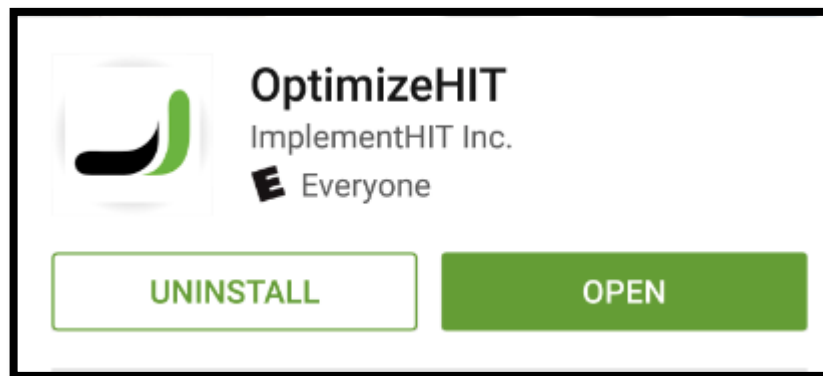 OptimizeHIT
ImplementHIT Inc.
E Everyone
UNINSTALL OPEN